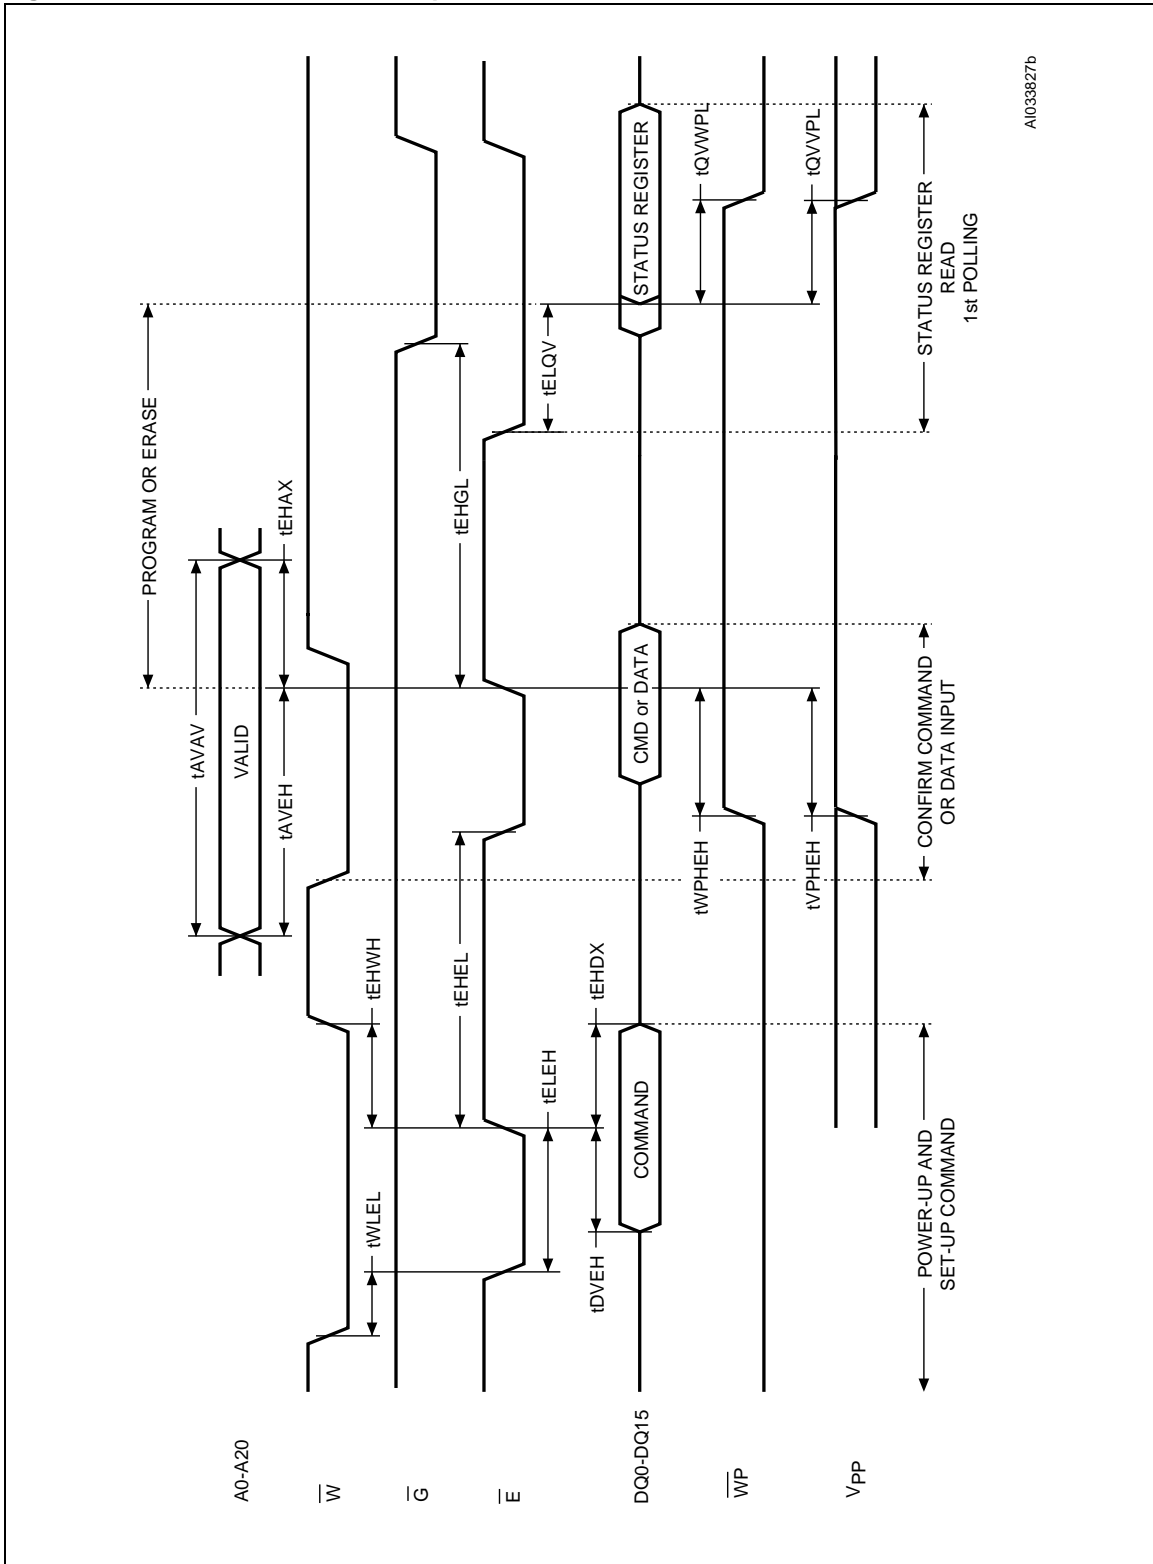 PROGRAM OR ERASE
tAVAV
A0-A20
VALID
tAVEH
tEHAX
W
tWLEL
tEHWH
G
tEHEL
tEHGL
E
tELEH
tELQV
tDVEH
tEHDX
DQ0-DQ15
COMMAND
CMD or DATA
STATUS REGISTER
tWPHEH
tQVWPL
WP
tVPHEH
tQVVPL
VPP
POWER-UP AND
SET-UP COMMAND
CONFIRM COMMAND
OR DATA INPUT
STATUS REGISTER
READ
1st POLLING
AI033827b